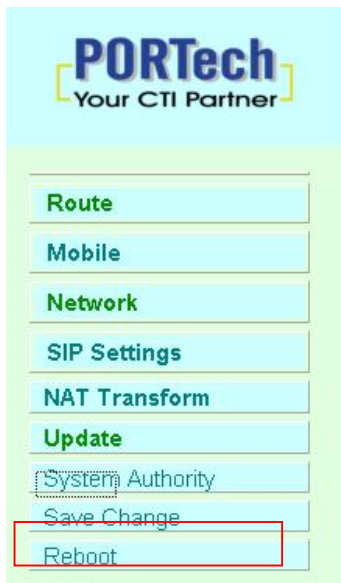 PORTech
Your CTI Partner
Route
Mobile
Network
SIP Settings
NAT Transform
Update
System Authority
Save Change
Reboot